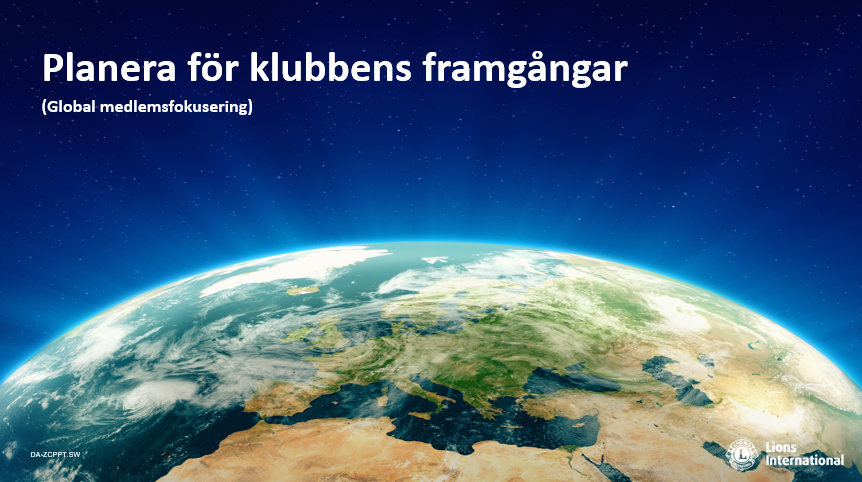 Planera för klubbens framgångar
(Global medlemsfokusering)
DA-ZCPPT.SW
Lions
International